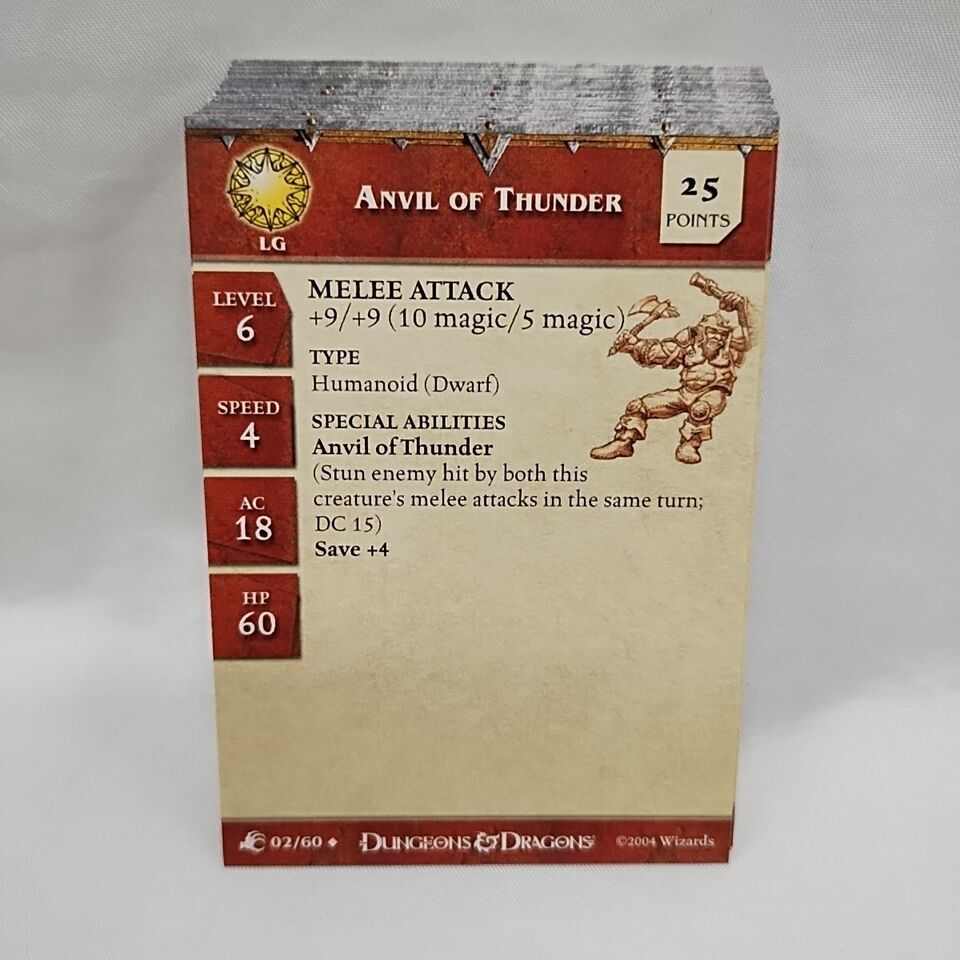 ANVIL OF THUNDER
25
POINTS
LG
LEVEL
6
SPEED
4
AC
18
HP
60
MELEE ATTACK
+9/+9 (10 magic/5 magic)
TYPE
Humanoid (Dwarf)
SPECIAL ABILITIES
Anvil of Thunder
(Stun enemy hit by both this
creature's melee attacks in the same turn;
DC 15)
Save +4
02/60 ◆ DUNGEONS & DRAGONS ©2004 Wizards